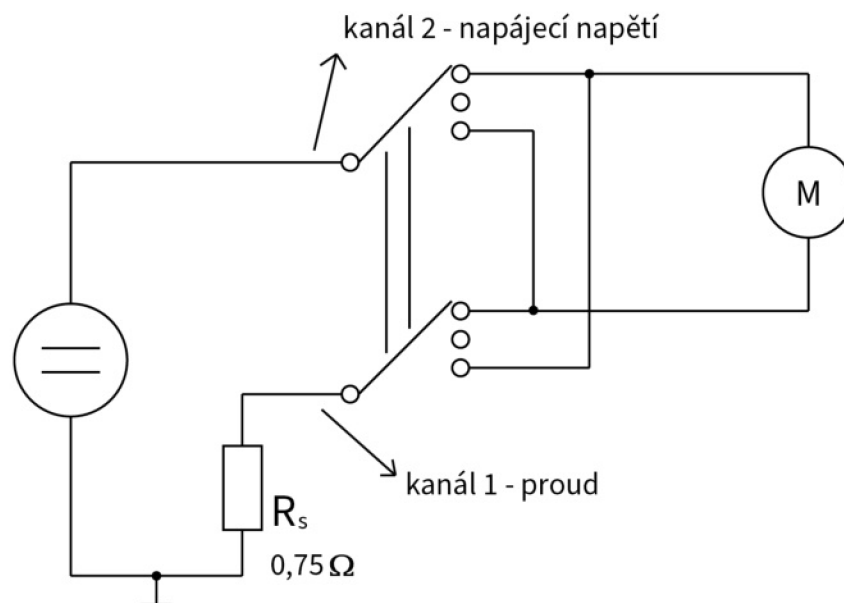 kanál 2 - napájecí napětí
M
kanál 1 - proud
Rs
0,75 Ω